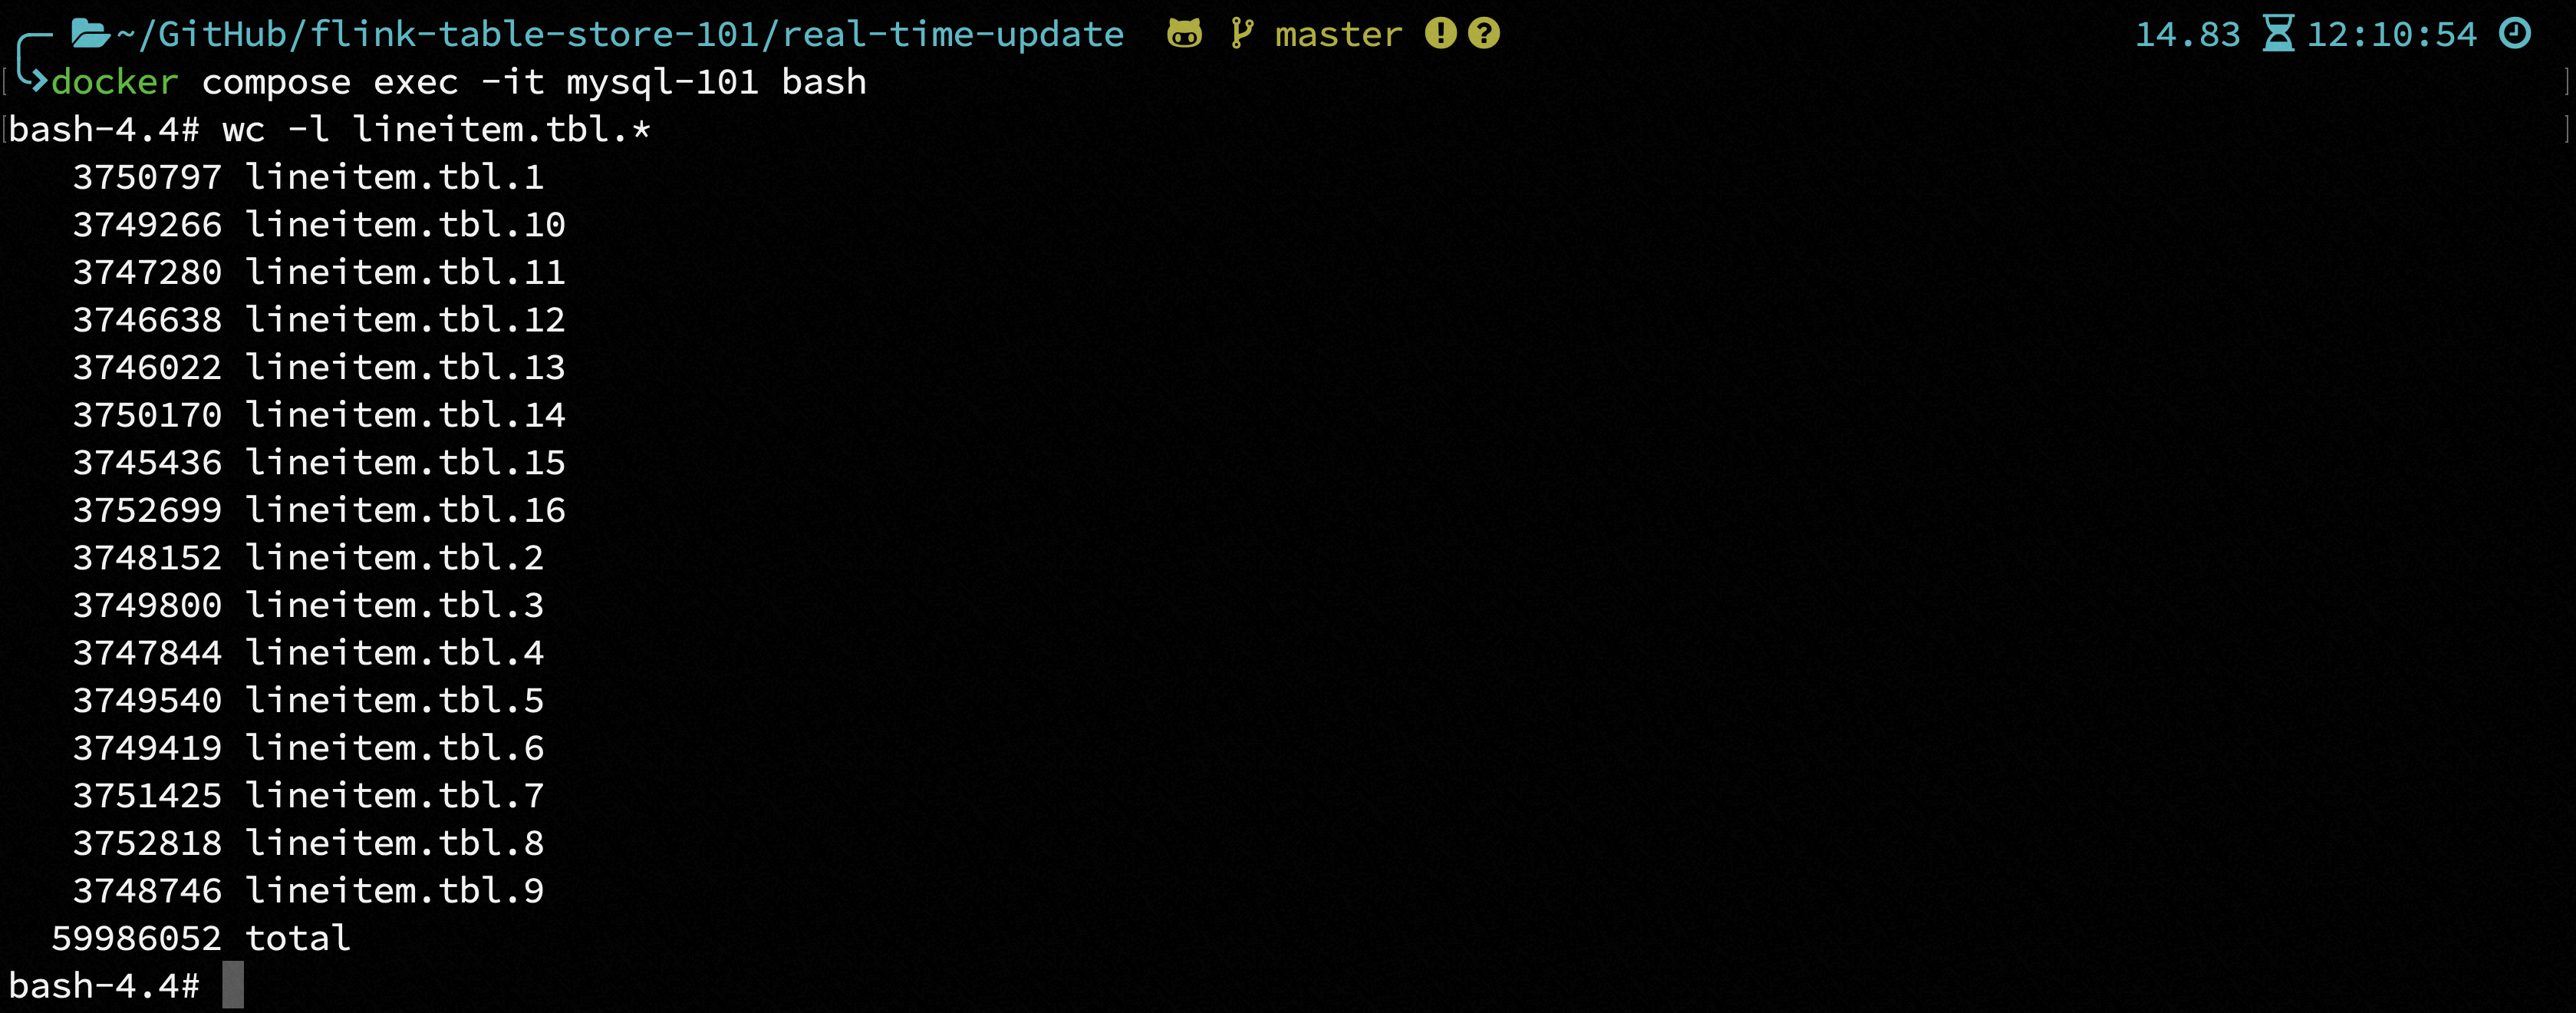 ~/GitHub/flink-table-store-101/real-time-update master 14.83 12:10:54
docker compose exec -it mysql-101 bash
bash-4.4# wc -l lineitem.tbl.*
3750797 lineitem.tbl.1
3749266 lineitem.tbl.10
3747280 lineitem.tbl.11
3746638 lineitem.tbl.12
3746022 lineitem.tbl.13
3750170 lineitem.tbl.14
3745436 lineitem.tbl.15
3752699 lineitem.tbl.16
3748152 lineitem.tbl.2
3749800 lineitem.tbl.3
3747844 lineitem.tbl.4
3749540 lineitem.tbl.5
3749419 lineitem.tbl.6
3751425 lineitem.tbl.7
3752818 lineitem.tbl.8
3748746 lineitem.tbl.9
59986052 total
bash-4.4#